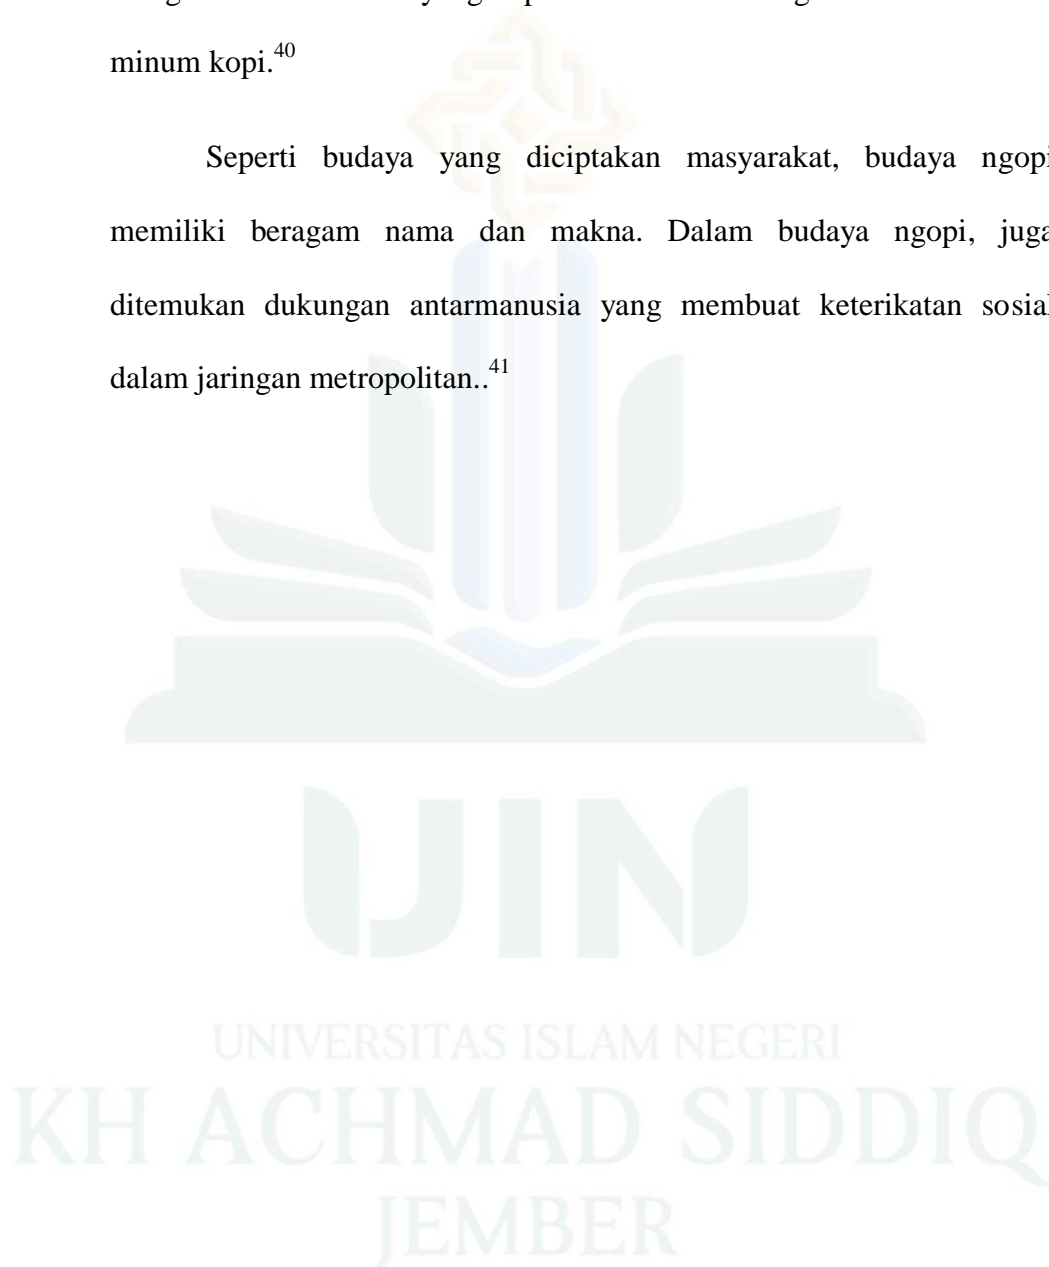 minum kopi.40
Seperti budaya yang diciptakan masyarakat, budaya ngopi
memiliki beragam nama dan makna. Dalam budaya ngopi, juga
ditemukan dukungan antarmanusia yang membuat keterikatan sosial
dalam jaringan metropolitan..41
UIN
UNIVERSITAS ISLAM NEGERI
KH ACHMAD SIDDIQ
JEMBER